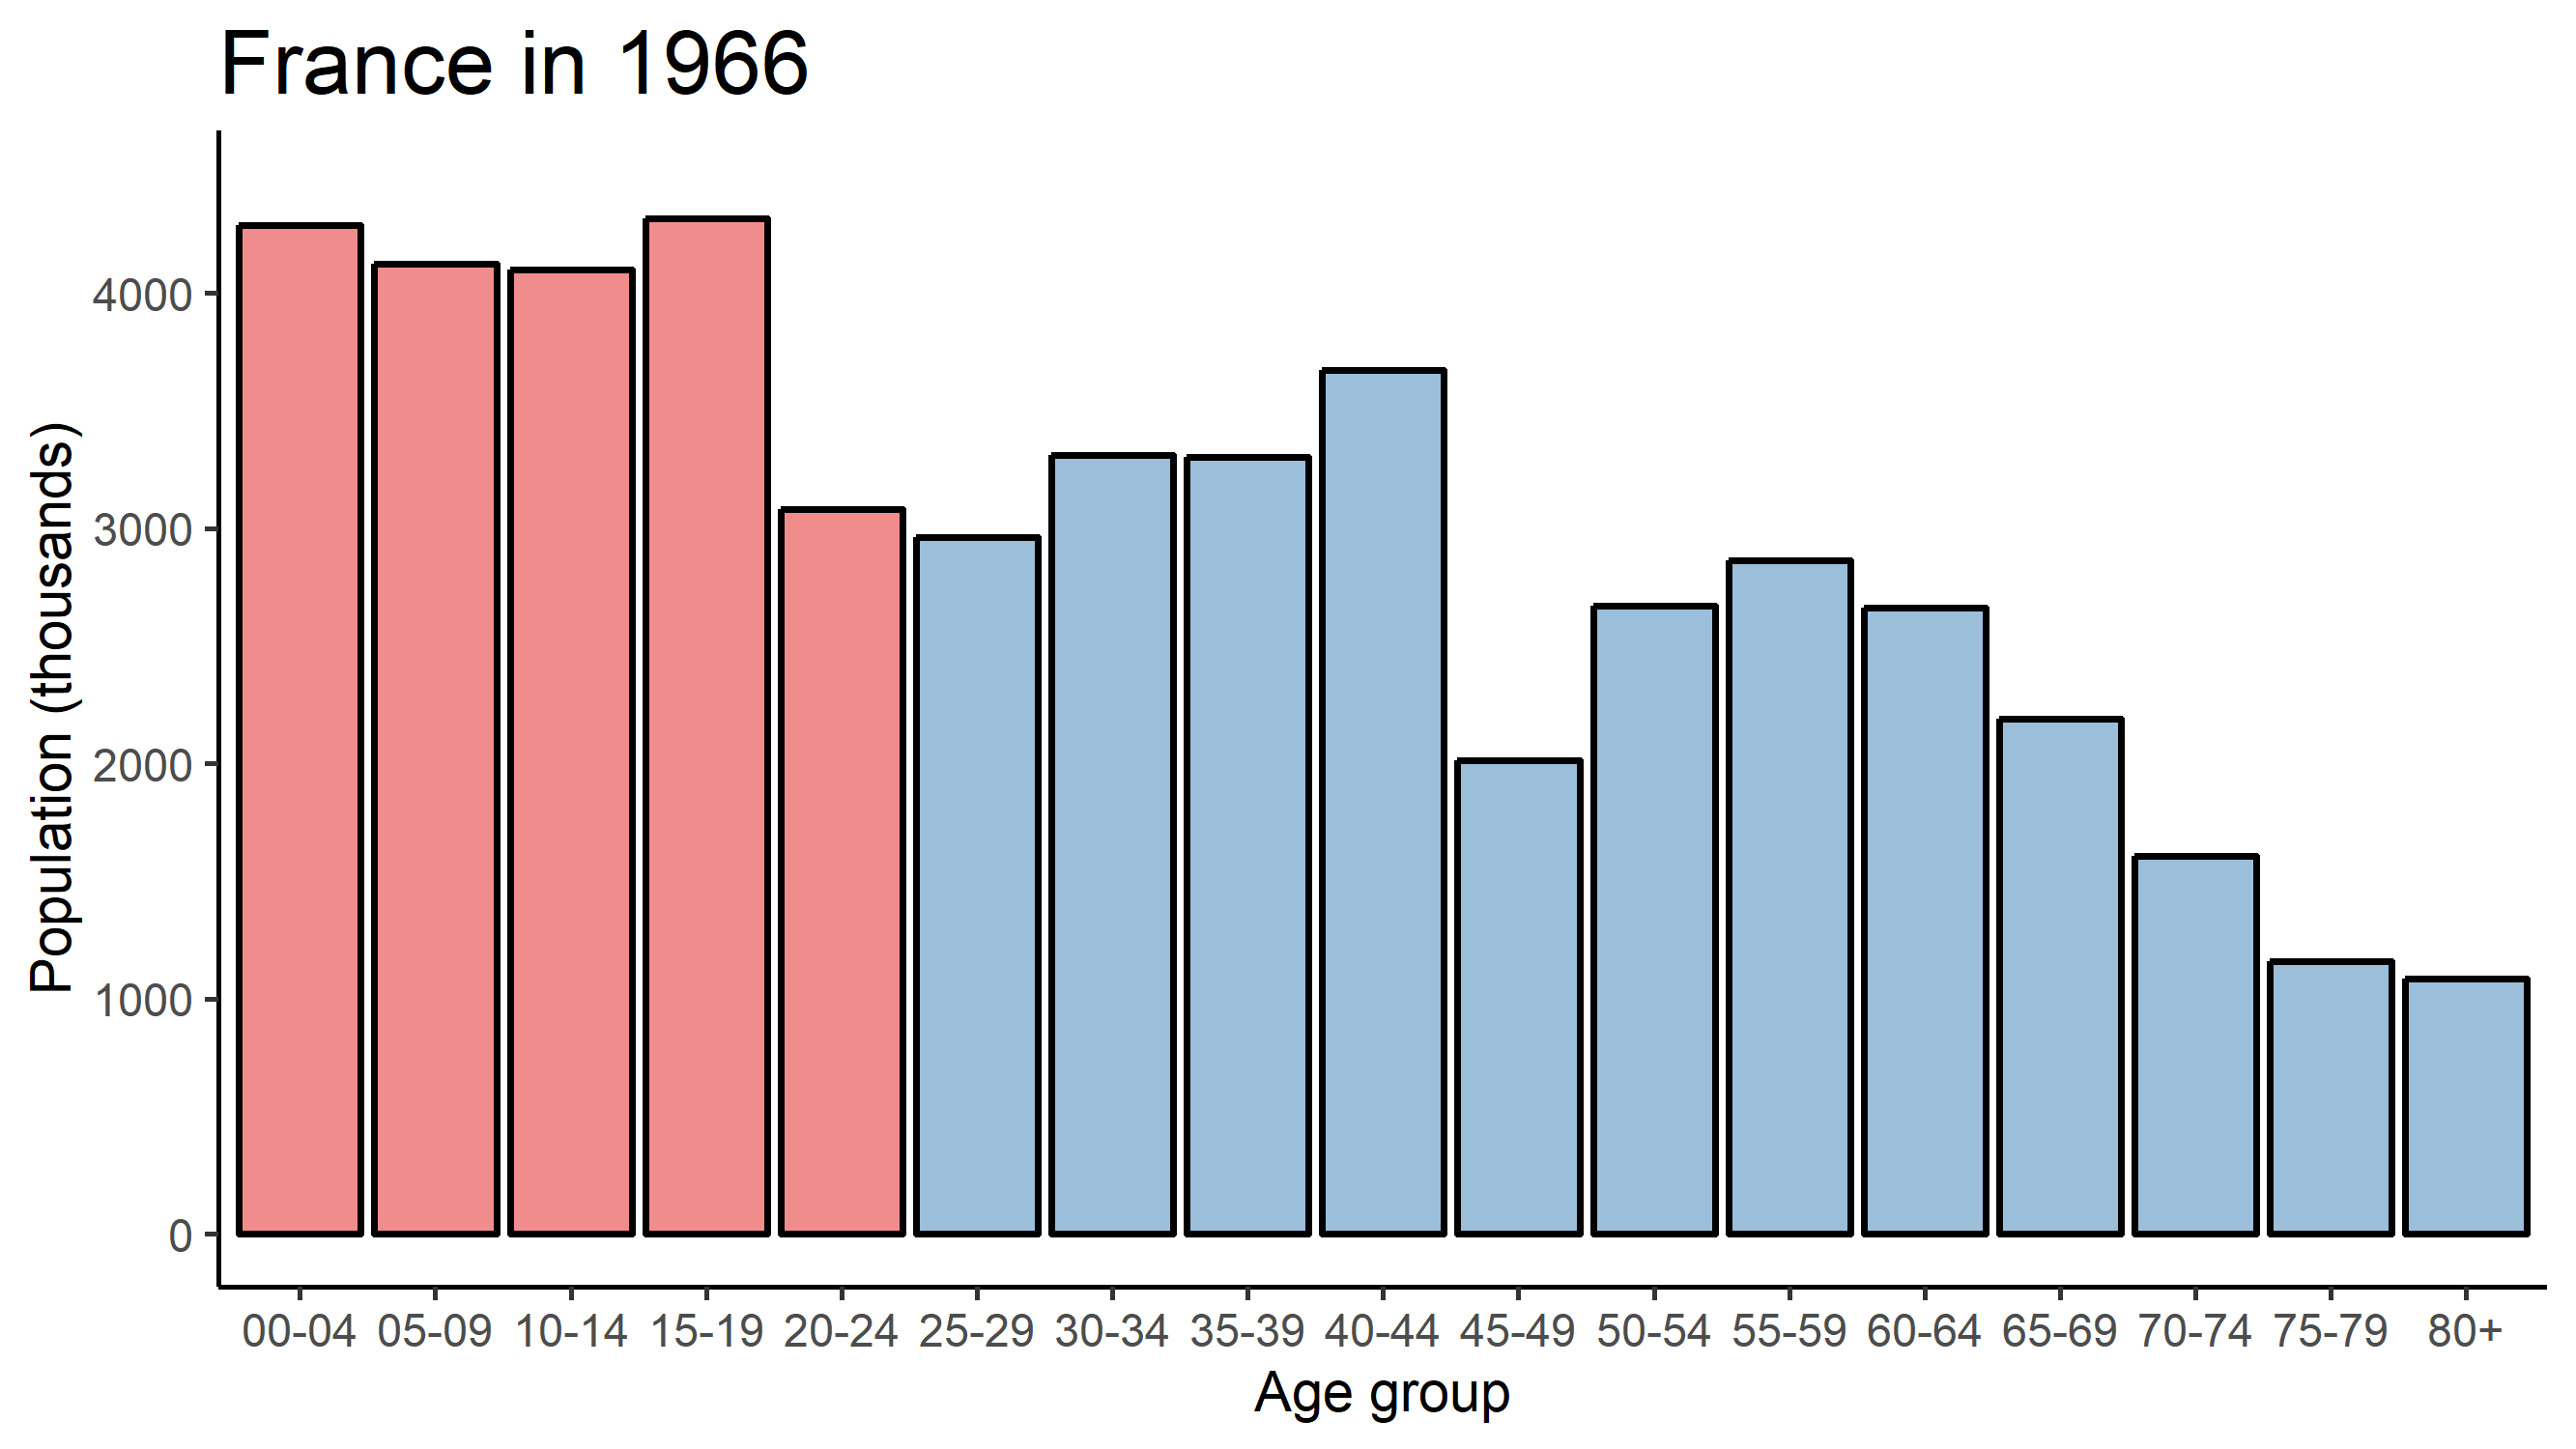 France in 1966
Population (thousands)
4000
3000
2000
1000
0
00-04 05-09 10-14 15-19 20-24 25-29 30-34 35-39 40-44 45-49 50-54 55-59 60-64 65-69 70-74 75-79 80+
Age group